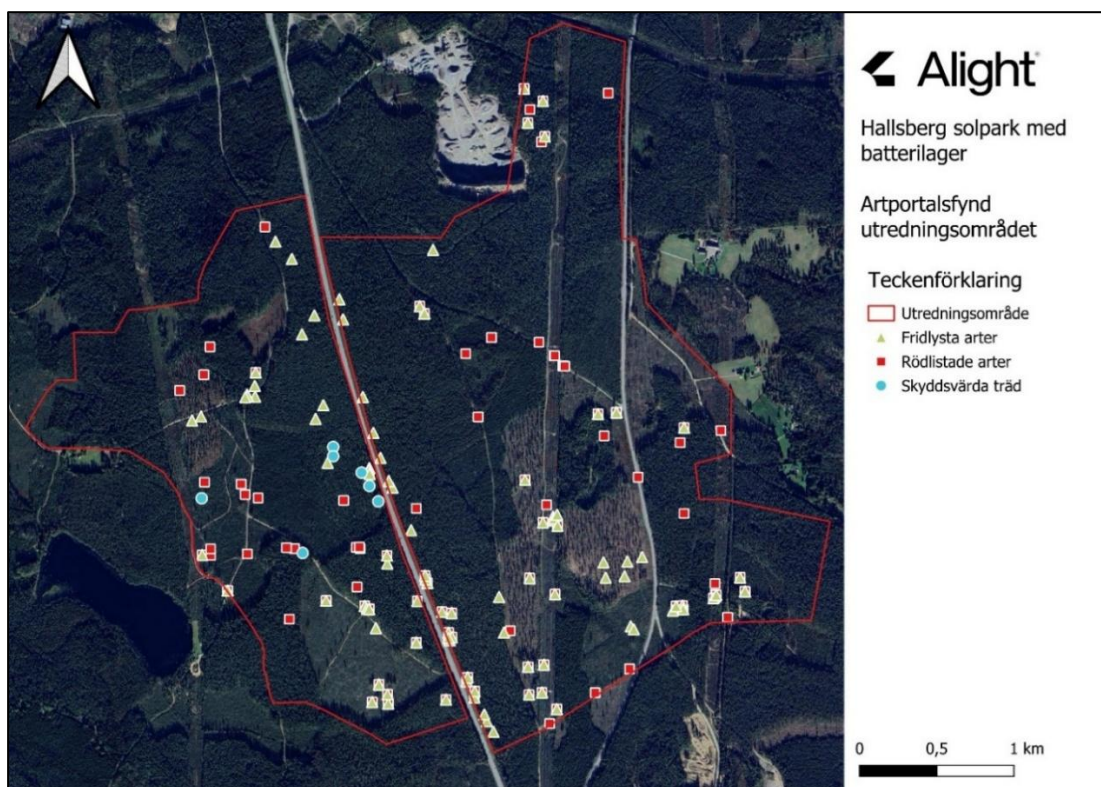 Alight®
Hallsberg solpark med
batterilager
Artportalsfynd
utredningsområdet
Teckenförklaring
Utredningsområde
Fridlysta arter
Rödlistade arter
Skyddsvärda träd
0 0,5 1 km